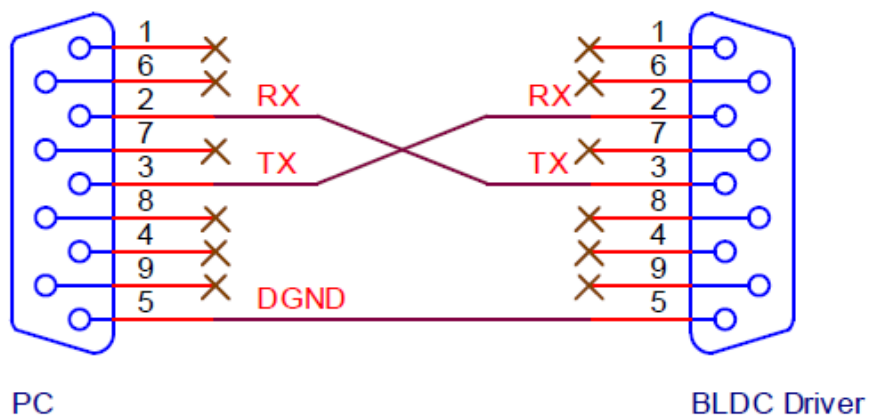 1 1
6 6
2 RX RX 2
7 7
3 TX TX 3
8 8
4 4
9 9
5 DGND 5
PC BLDC Driver